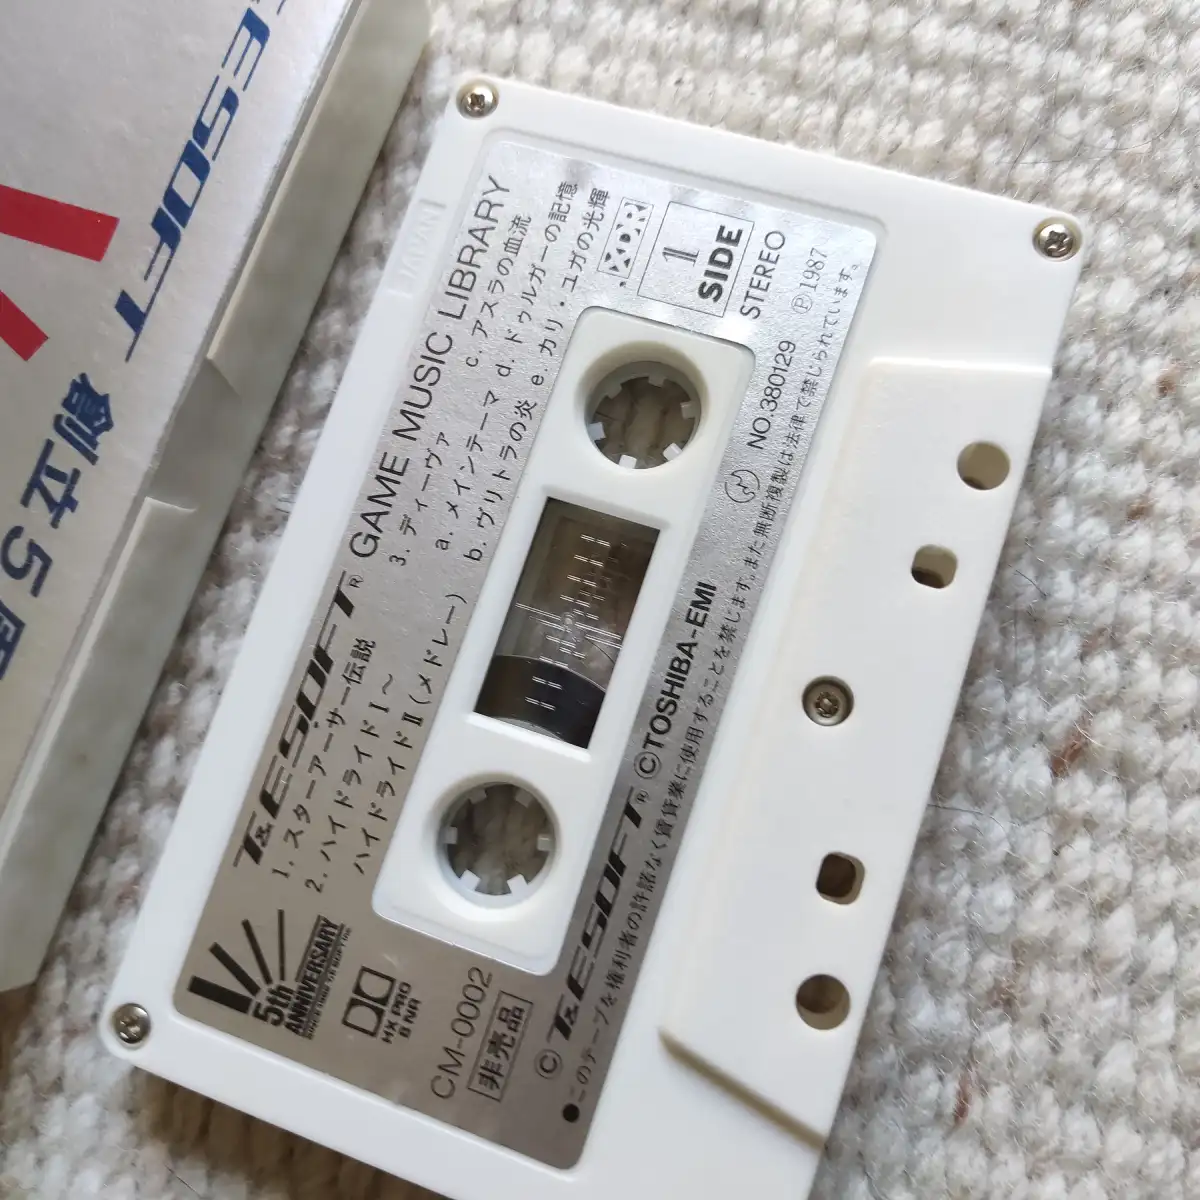 T&ESOFT
創立5周
JAPAN
T&ESOFT® GAME MUSIC LIBRARY
1. スターアーサー伝説
2. ハイドライドI〜
ハイドライドII(メドレー)
3. ディーヴァ
a. メインテーマ
b. ヴリトラの炎
c. アスラの血流
d. ドゥルガーの記憶
e. カリ・ユガの光輝
XDR
1
SIDE
STEREO
5th
ANNIVERSARY
HX PRO
B NR
CM-0002
非売品
NO.380129 Ⓟ1987
©T&ESOFT® ©TOSHIBA-EMI
●このテープを権利者の許諾なく賃貸業に使用することを禁じます。また無断複製は法律で禁じられています。